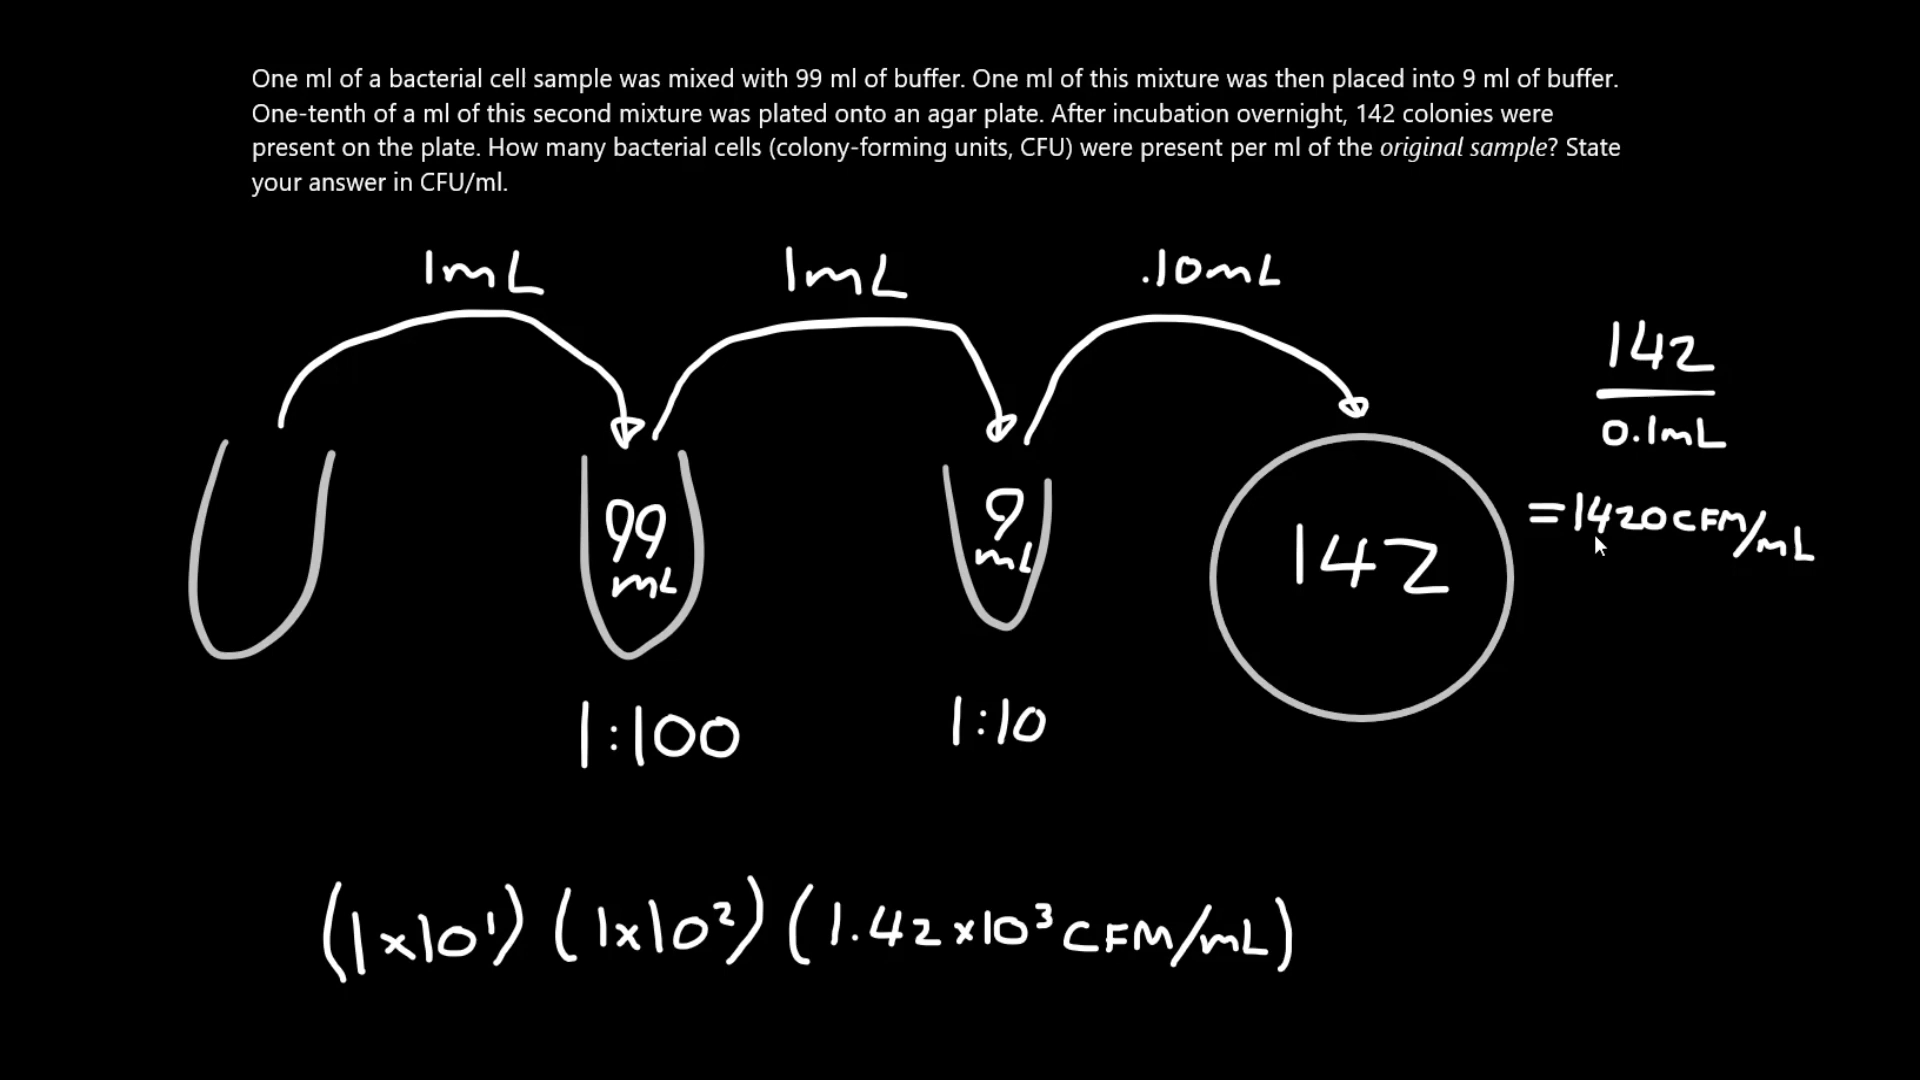 One ml of a bacterial cell sample was mixed with 99 ml of buffer. One ml of this mixture was then placed into 9 ml of buffer.
One-tenth of a ml of this second mixture was plated onto an agar plate. After incubation overnight, 142 colonies were
present on the plate. How many bacterial cells (colony-forming units, CFU) were present per ml of the original sample? State
your answer in CFU/ml.
1mL
1mL
.10mL
142
0.1mL
=1420CFM/mL
99
mL
9
mL
142
1:100
1:10
(1x10¹) (1x10²) (1.42x10³CFM/mL)